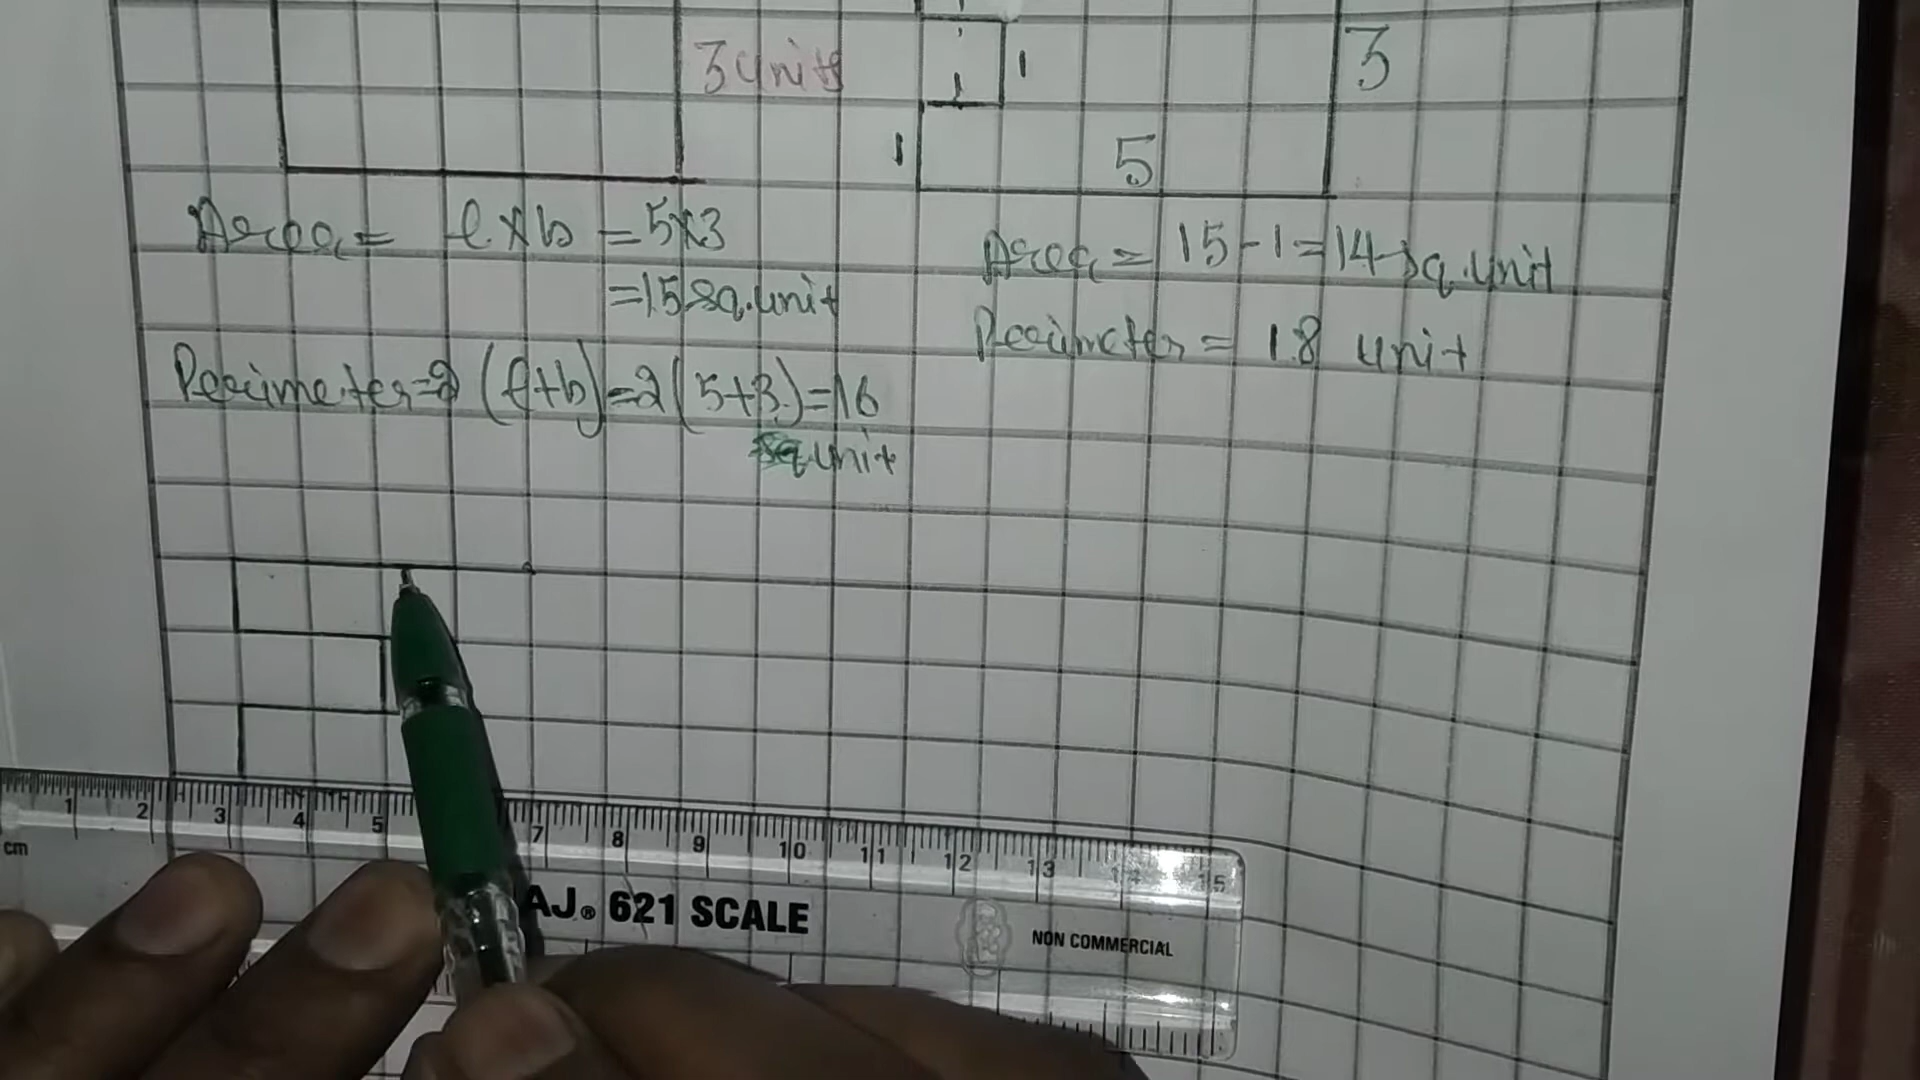 3 units
1
3
1
1
5
Area = l × b = 5×3
= 15 sq. unit
Perimeter = 2 (l+b) = 2(5+3) = 16
sq unit
Area = 15 - 1 = 14 sq. unit
Perimeter = 18 unit
1 2 3 4 5 7 8 9 10 11 12 13 14 15
cm
AJ® 621 SCALE
NON COMMERCIAL